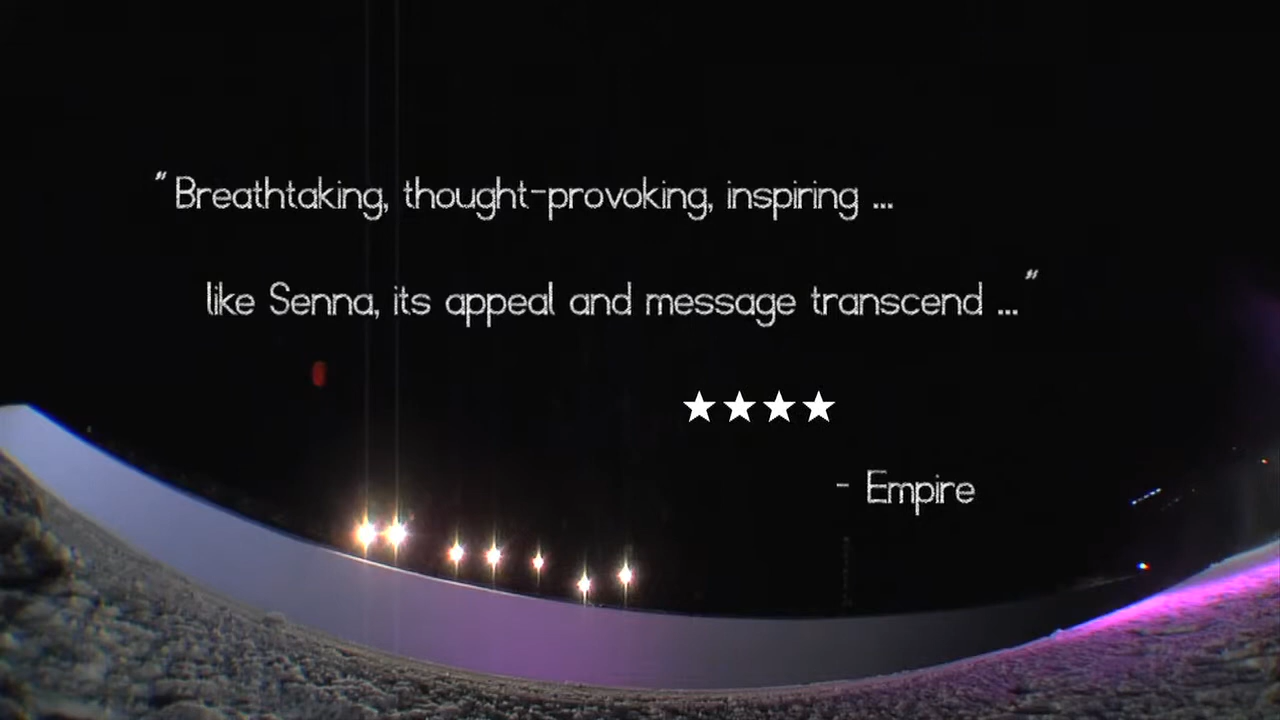 "Breathtaking, thought-provoking, inspiring ...
like Senna, its appeal and message transcend ..."
★★★★
- Empire